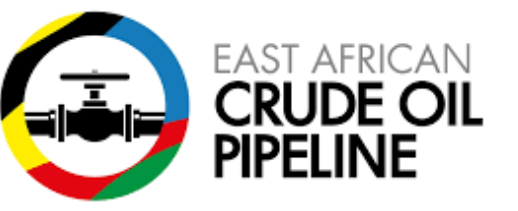 EAST AFRICAN
CRUDE OIL
PIPELINE